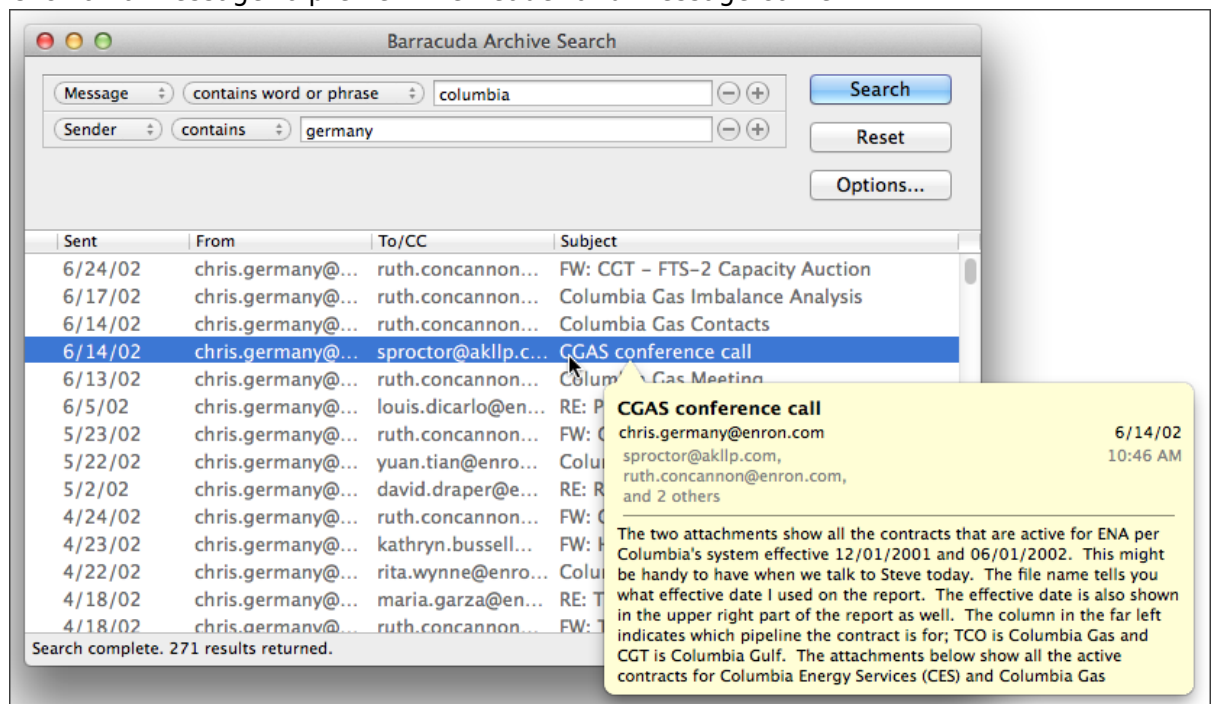 Barracuda Archive Search
Message contains word or phrase columbia Search
Sender contains germany Reset
Options...
Sent From To/CC Subject
6/24/02 chris.germany@... ruth.concannon... FW: CGT – FTS–2 Capacity Auction
6/17/02 chris.germany@... ruth.concannon... Columbia Gas Imbalance Analysis
6/14/02 chris.germany@... ruth.concannon... Columbia Gas Contacts
6/14/02 chris.germany@... sproctor@akllp.c... CGAS conference call
6/13/02 chris.germany@... ruth.concannon... Gas Meeting
6/5/02 chris.germany@... louis.dicarlo@en... RE: P
5/23/02 chris.germany@... ruth.concannon... FW:
5/22/02 chris.germany@... yuan.tian@enro... Colu
5/2/02 chris.germany@... david.draper@e... RE: R
4/24/02 chris.germany@... ruth.concannon... FW:
4/23/02 chris.germany@... kathryn.bussell... FW: H
4/22/02 chris.germany@... rita.wynne@enro... Colu
4/18/02 chris.germany@... maria.garza@en... RE: T
4/18/02 chris.germany@... ruth.concannon... FW: T
Search complete. 271 results returned.
CGAS conference call
chris.germany@enron.com 6/14/02
sproctor@akllp.com, 10:46 AM
ruth.concannon@enron.com,
and 2 others
The two attachments show all the contracts that are active for ENA per
Columbia's system effective 12/01/2001 and 06/01/2002. This might
be handy to have when we talk to Steve today. The file name tells you
what effective date I used on the report. The effective date is also shown
in the upper right part of the report as well. The column in the far left
indicates which pipeline the contract is for; TCO is Columbia Gas and
CGT is Columbia Gulf. The attachments below show all the active
contracts for Columbia Energy Services (CES) and Columbia Gas